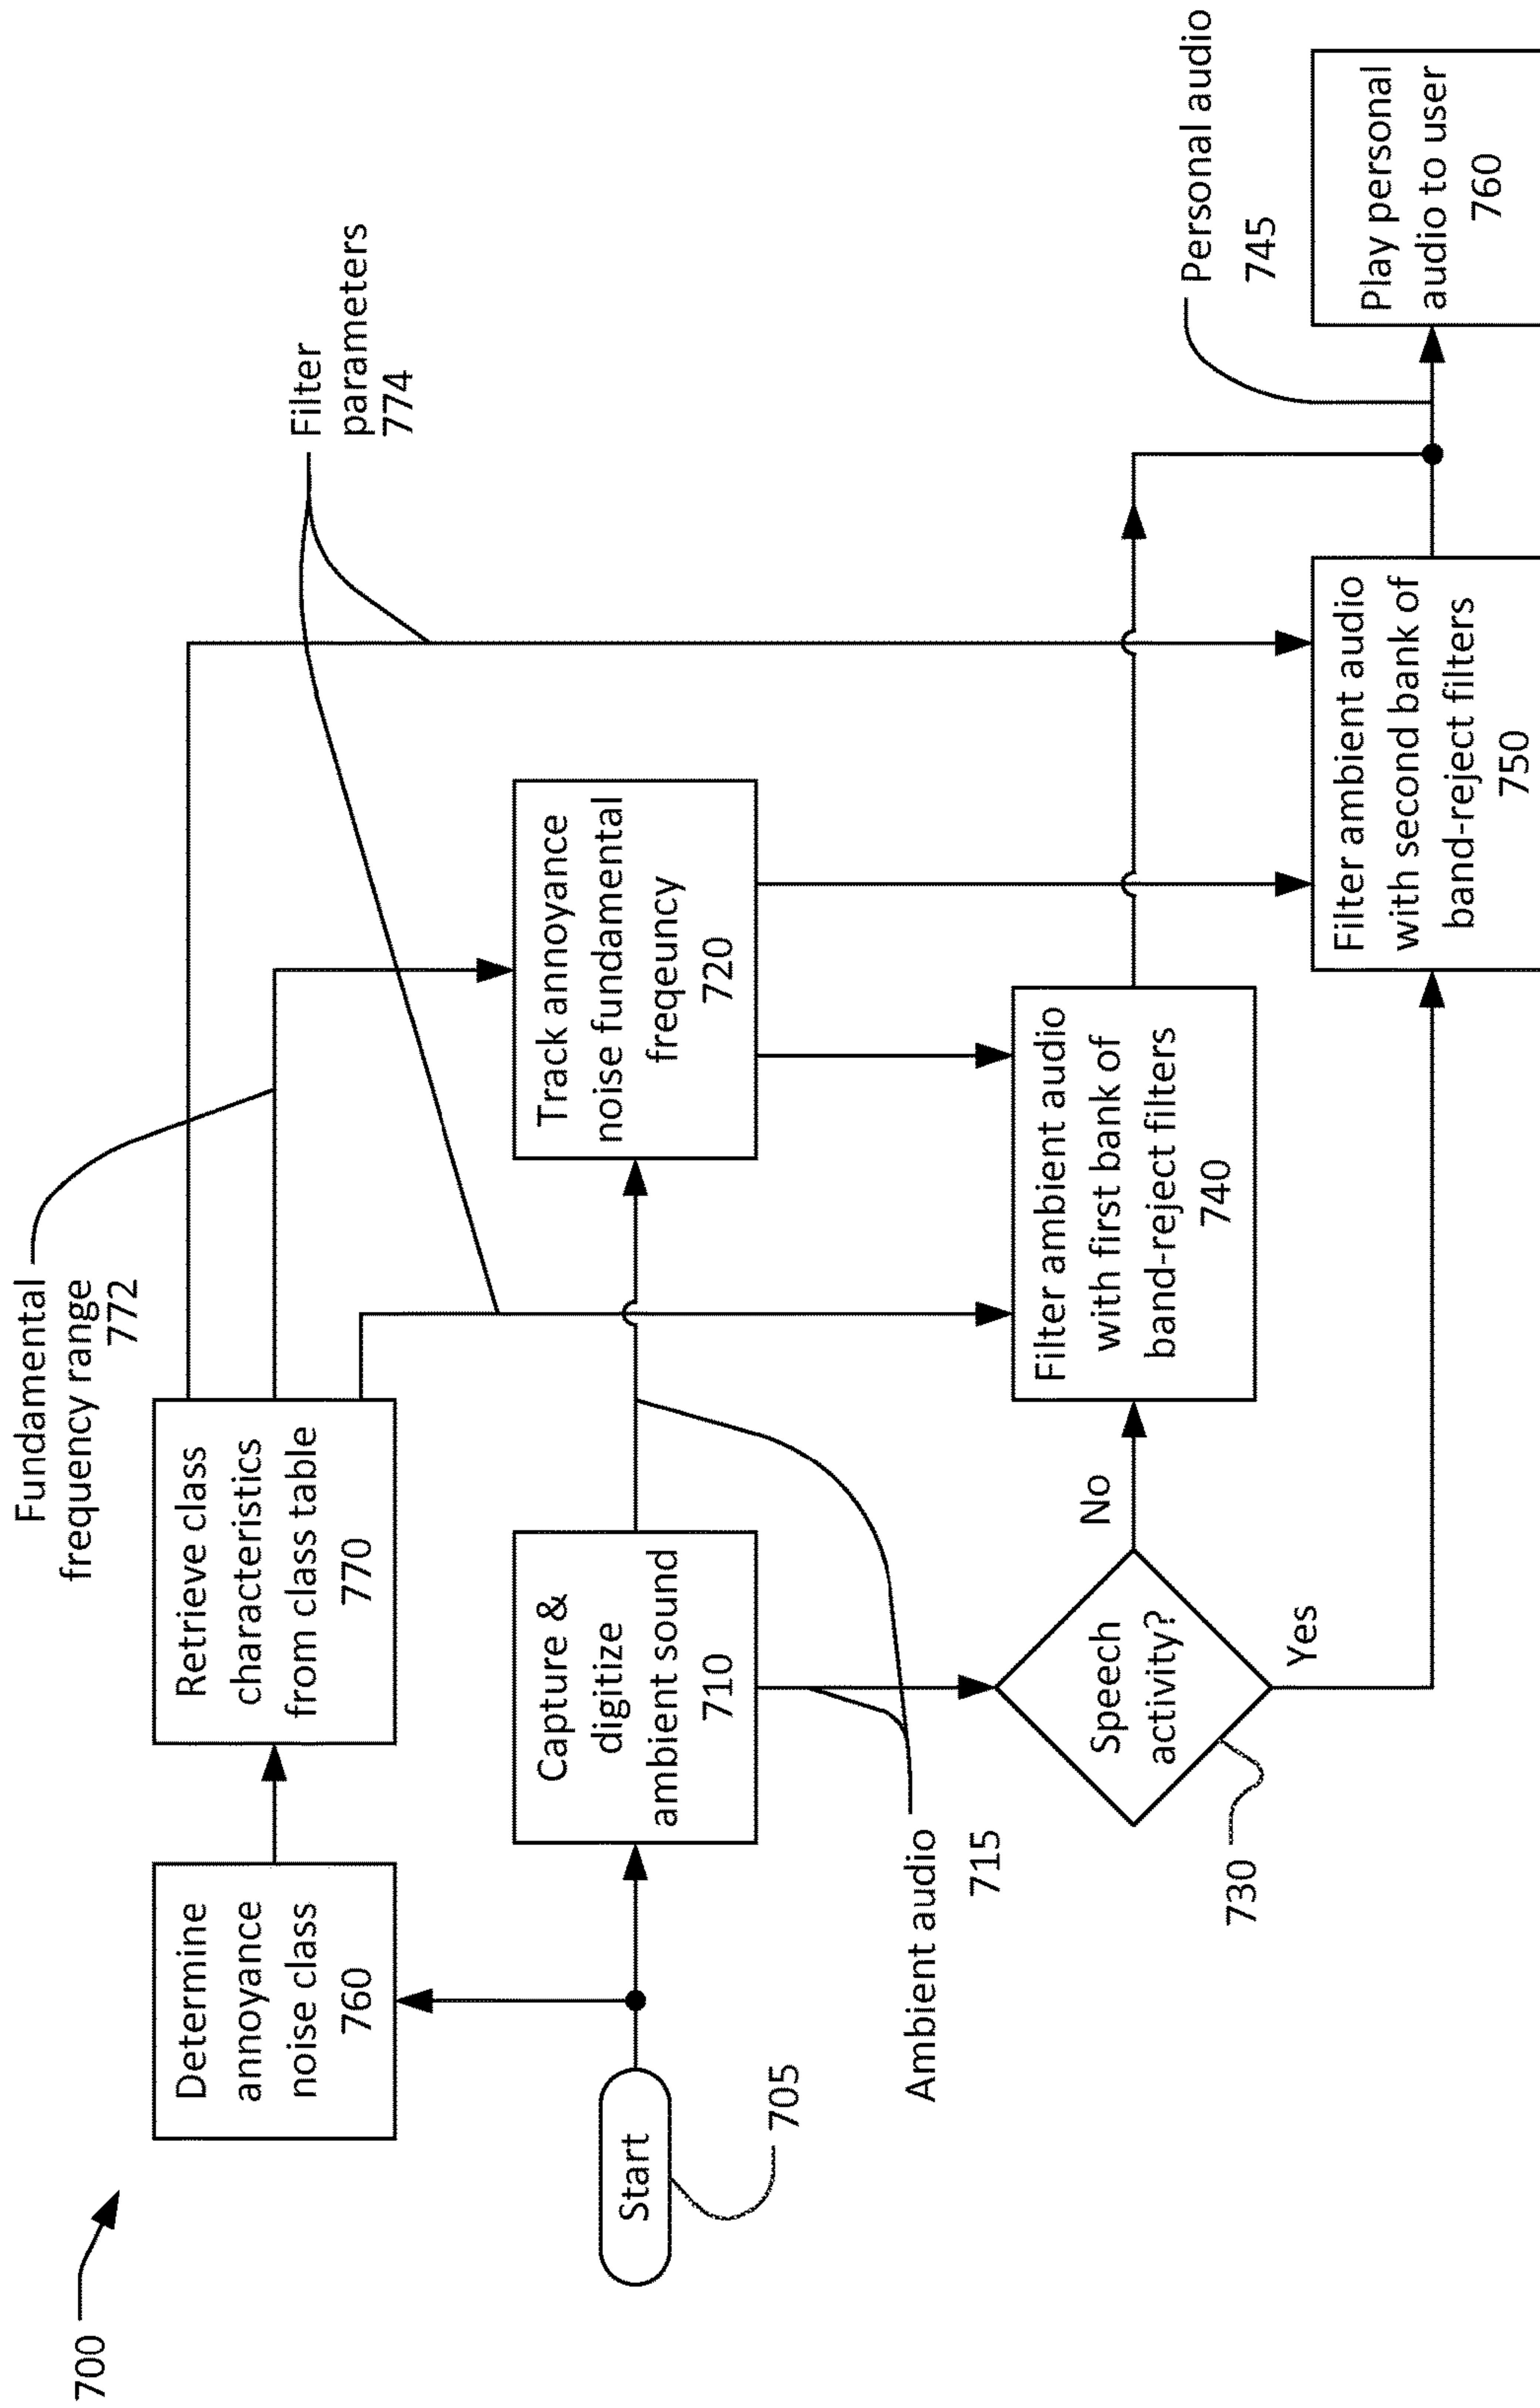 700
Start
705
Determine
annoyance
noise class
760
Retrieve class
characteristics
from class table
770
Fundamental
frequency range
772
Filter
parameters
774
Capture &
digitize
ambient sound
710
Track annoyance
noise fundamental
freqeuncy
720
Ambient audio
715
Speech
activity?
730
No
Yes
Filter ambient audio
with first bank of
band-reject filters
740
Filter ambient audio
with second bank of
band-reject filters
750
Personal audio
745
Play personal
audio to user
760